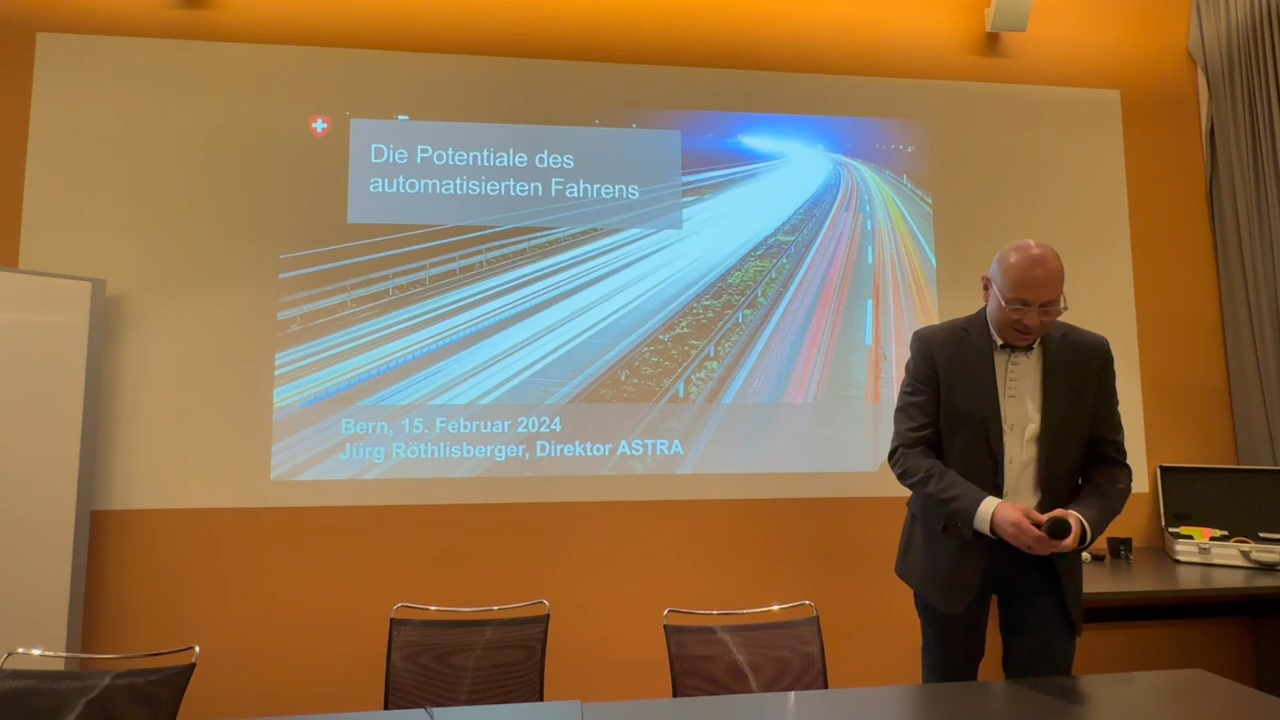 Die Potentiale des
automatisierten Fahrens
Bern, 15. Februar 2024
Jürg Röthlisberger, Direktor ASTRA